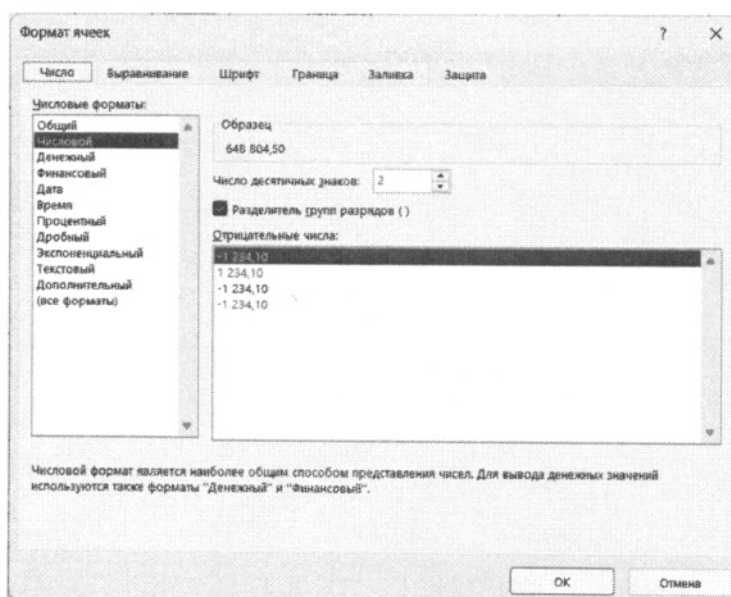 Формат ячеек ? ×
Число Выравнивание Шрифт Граница Заливка Защита
Числовые форматы:
Общий
Числовой
Денежный
Финансовый
Дата
Время
Процентный
Дробный
Экспоненциальный
Текстовый
Дополнительный
(все форматы)
Образец
648 804,50
Число десятичных знаков: 2
Разделитель групп разрядов ( )
Отрицательные числа:
-1 234,10
1 234,10
-1 234,10
-1 234,10
Числовой формат является наиболее общим способом представления чисел. Для вывода денежных значений
используются также форматы "Денежный" и "Финансовый".
ОК Отмена